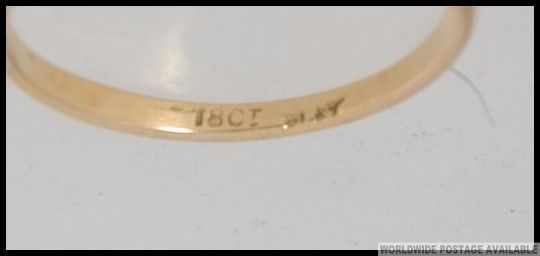 18CT
WORLDWIDE POSTAGE AVAILABLE